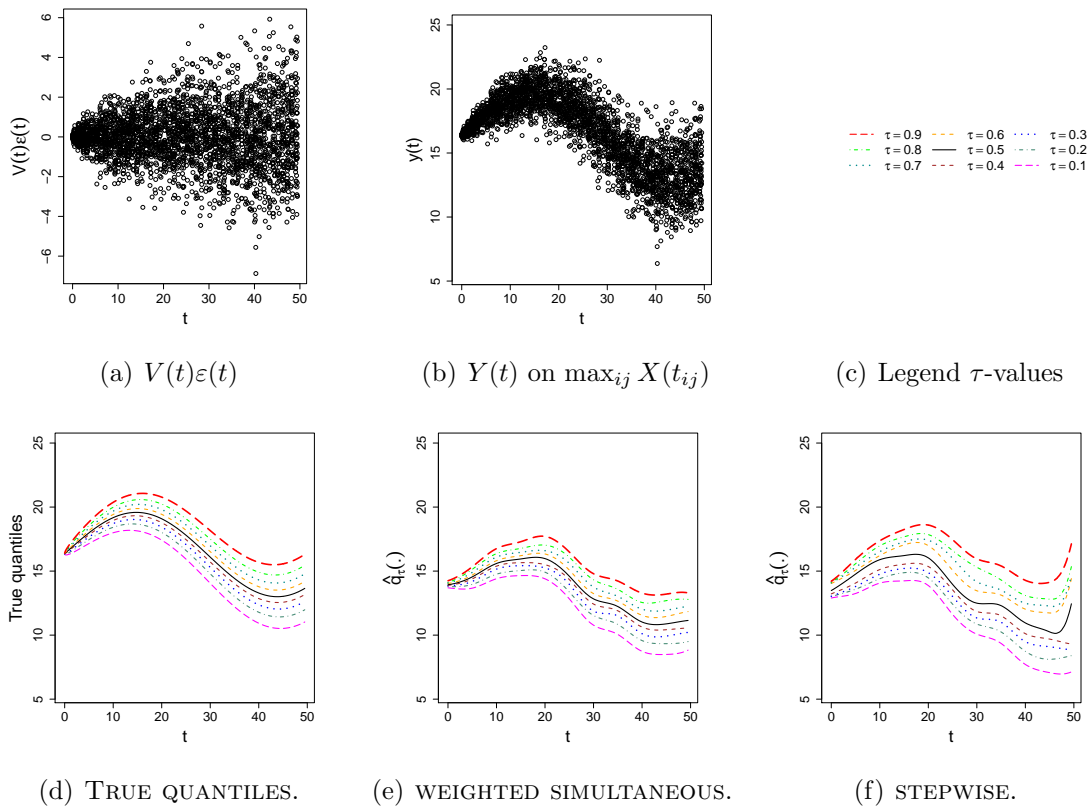 V(t)ε(t)
6
4
2
0
−2
−4
−6
0 10 20 30 40 50
t
(a) V(t)ε(t)
y(t)
25
20
15
10
5
0 10 20 30 40 50
t
(b) Y(t) on max_{ij} X(t_{ij})
τ = 0.9 τ = 0.6 τ = 0.3
τ = 0.8 τ = 0.5 τ = 0.2
τ = 0.7 τ = 0.4 τ = 0.1
(c) Legend τ-values
True quantiles
25
20
15
10
5
0 10 20 30 40 50
t
(d) TRUE QUANTILES.
q̂_τ(.)
25
20
15
10
5
0 10 20 30 40 50
t
(e) WEIGHTED SIMULTANEOUS.
q̂_τ(.)
25
20
15
10
5
0 10 20 30 40 50
t
(f) STEPWISE.